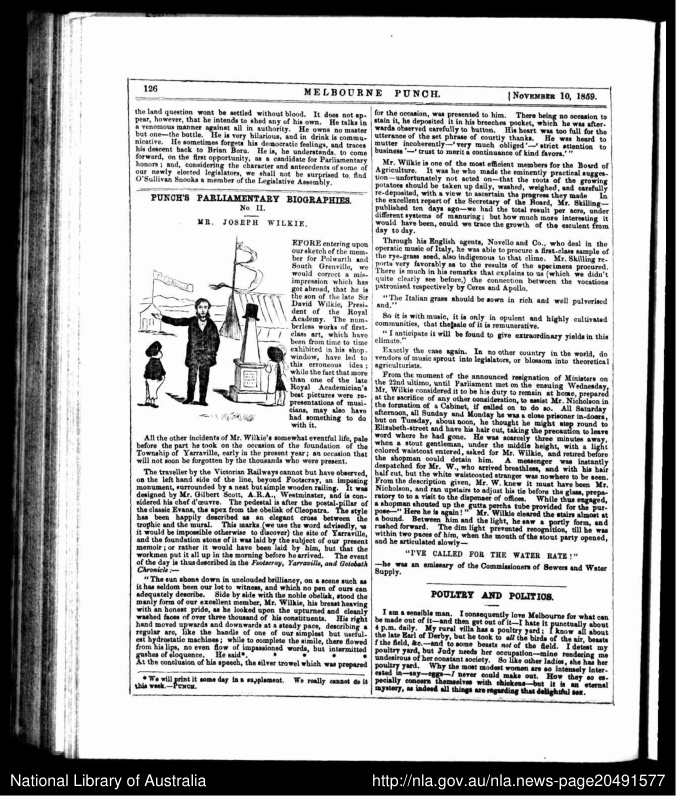 126
MELBOURNE PUNCH.
[November 10, 1859.
the land question wont be settled without blood. It does not ap-
pear, however, that he intends to shed any of his own. He talks in
a venomous manner against all in authority. He owns no master
but one—the bottle. He is very hilarious, and in drink is commu-
nicative. He sometimes forgets his democratic feelings, and traces
his descent back to Brian Boru. He is, he understands, to come
forward, on the first opportunity, as a candidate for Parliamentary
honors; and, considering the character and antecedents of some of
our newly elected legislators, we shall not be surprised to find
O'Sullivan Snooks a member of the Legislative Assembly.
PUNCH'S PARLIAMENTARY BIOGRAPHIES.
No II.
MR. JOSEPH WILKIE.
EFORE entering upon
our sketch of the mem-
ber for Polwarth and
South Grenville, we
would correct a mis-
impression which has
got abroad, that he is
the son of the late Sir
David Wilkie, Presi-
dent of the Royal
Academy. The num-
berless works of first-
class art, which have
been from time to time
exhibited in his shop-
window, have led to
this erroneous idea;
while the fact that more
than one of the late
Royal Academician's
best pictures were re-
presentations of musi-
cians, may also have
had something to do
with it.
All the other incidents of Mr. Wilkie's somewhat eventful life, pale
before the part he took on the occasion of the foundation of the
Township of Yarraville, early in the present year; an occasion that
will not soon be forgotten by the thousands who were present.
The traveller by the Victorian Railways cannot but have observed,
on the left hand side of the line, beyond Footscray, an imposing
monument, surrounded by a neat but simple wooden railing. It was
designed by Mr. Gilbert Scott, A.R.A., Westminster, and is con-
sidered his chef d'œuvre. The pedestal is after the postal-pillar of
the classic Evans, the apex from the obelisk of Cleopatra. The style
has been happily described as an elegant cross between the
trophic and the mural. This marks (we use the word advisedly, as
it would be impossible otherwise to discover) the site of Yarraville,
and the foundation stone of it was laid by the subject of our present
memoir; or rather it would have been laid by him, but that the
workmen put it all up in the morning before he arrived. The event
of the day is thus described in the Footscray, Yarraville, and Gotobath
Chronicle:—
"The sun shone down in unclouded brilliancy, on a scene such as
it has seldom been our lot to witness, and which no pen of ours can
adequately describe. Side by side with the noble obelisk, stood the
manly form of our excellent member, Mr. Wilkie, his breast heaving
with an honest pride, as he looked upon the upturned and cleanly
washed faces of over three thousand of his constituents. His right
hand moved upwards and downwards at a steady pace, describing a
regular arc, like the handle of one of our simplest but useful-
est hydrostatic machines; while to complete the simile, there flowed
from his lips, no even flow of impassioned words, but intermitted
gushes of eloquence. He said*. * * *
At the conclusion of his speech, the silver trowel which was prepared
* We will print it some day in a supplement. We really cannot do it
this week.—PUNCH.
for the occasion, was presented to him. There being no occasion to
stain it, he deposited it in his breeches pocket, which he was after-
wards observed carefully to button. His heart was too full for the
utterance of the set phrase of courtly thanks. He was heard to
mutter incoherently—'very much obliged'—'strict attention to
business'—'trust to merit a continuance of kind favors.'"
Mr. Wilkie is one of the most efficient members for the Board of
Agriculture. It was he who made the eminently practical sugges-
tion—unfortunately not acted on—that the roots of the growing
potatoes should be taken up daily, washed, weighed, and carefully
re-deposited, with a view to ascertain the progress they made. In
the excellent report of the Secretary of the Board, Mr. Skilling—
published ten days ago—we had the total result per acre, under
different systems of manuring; but how much more interesting it
would have been, could we trace the growth of the esculent from
day to day.
Through his English agents, Novello and Co., who deal in the
operatic music of Italy, he was able to procure a first-class sample of
the rye-grass seed, also indigenous to that clime. Mr. Skilling re-
ports very favorably as to the results of the specimens procured.
There is much in his remarks that explains to us (which we didn't
quite clearly see before,) the connection between the vocations
patronised respectively by Ceres and Apollo.
"The Italian grass should be sown in rich and well pulverised
and."
So it is with music, it is only in opulent and highly cultivated
communities, that the sale of it is remunerative.
"I anticipate it will be found to give extraordinary yields in this
climate."
Exactly the case again. In no other country in the world, do
vendors of music sprout into legislators, or blossom into theoretical
agriculturists.
From the moment of the announced resignation of Ministers on
the 22nd ultimo, until Parliament met on the ensuing Wednesday,
Mr. Wilkie considered it to be his duty to remain at home, prepared
at the sacrifice of any other consideration, to assist Mr. Nicholson in
the formation of a Cabinet, if called on to do so. All Saturday
afternoon, all Sunday and Monday he was a close prisoner in-doors,
but on Tuesday, about noon, he thought he might step round to
Elizabeth-street and have his hair cut, taking the precaution to leave
word where he had gone. He was scarcely three minutes away,
when a stout gentleman, under the middle height, with a light
colored waistcoat entered, asked for Mr. Wilkie, and retired before
the shopman could detain him. A messenger was instantly
despatched for Mr. W., who arrived breathless, and with his hair
half cut, but the white waistcoated stranger was nowhere to be seen.
From the description given, Mr. W. knew it must have been Mr.
Nicholson, and ran upstairs to adjust his tie before the glass, prepa-
ratory to to a visit to the dispenser of offices. While thus engaged,
a shopman shouted up the gutta percha tube provided for the pur-
pose—"Here he is again!" Mr. Wilkie cleared the stairs almost at
a bound. Between him and the light, he saw a portly form, and
rushed forward. The dim light prevented recognition, till he was
within two paces of him, when the mouth of the stout party opened,
and he articulated slowly—
"I'VE CALLED FOR THE WATER RATE!"
—he was an emissary of the Commissioners of Sewers and Water
Supply.
POULTRY AND POLITICS.
I am a sensible man. I consequently love Melbourne for what can
be made out of it—and then get out of it—I hate it punctually about
4 p.m. daily. My rural villa has a poultry yard; I know all about
the late Earl of Derby, but he took to all the birds of the air, beasts
f the field, &c.—and to some beasts not of the field. I detest my
poultry yard, but Judy needs her occupation—mine rendering me
undesirous of her constant society. So like other ladies, she has her
poultry yard. Why the most modest women are so intensely inter-
ested in—say—eggs—I never could make out. How they so es-
pecially concern themselves with chickens—but it is an eternal
mystery, as indeed all things are regarding that delightful sex.
National Library of Australia
http://nla.gov.au/nla.news-page20491577